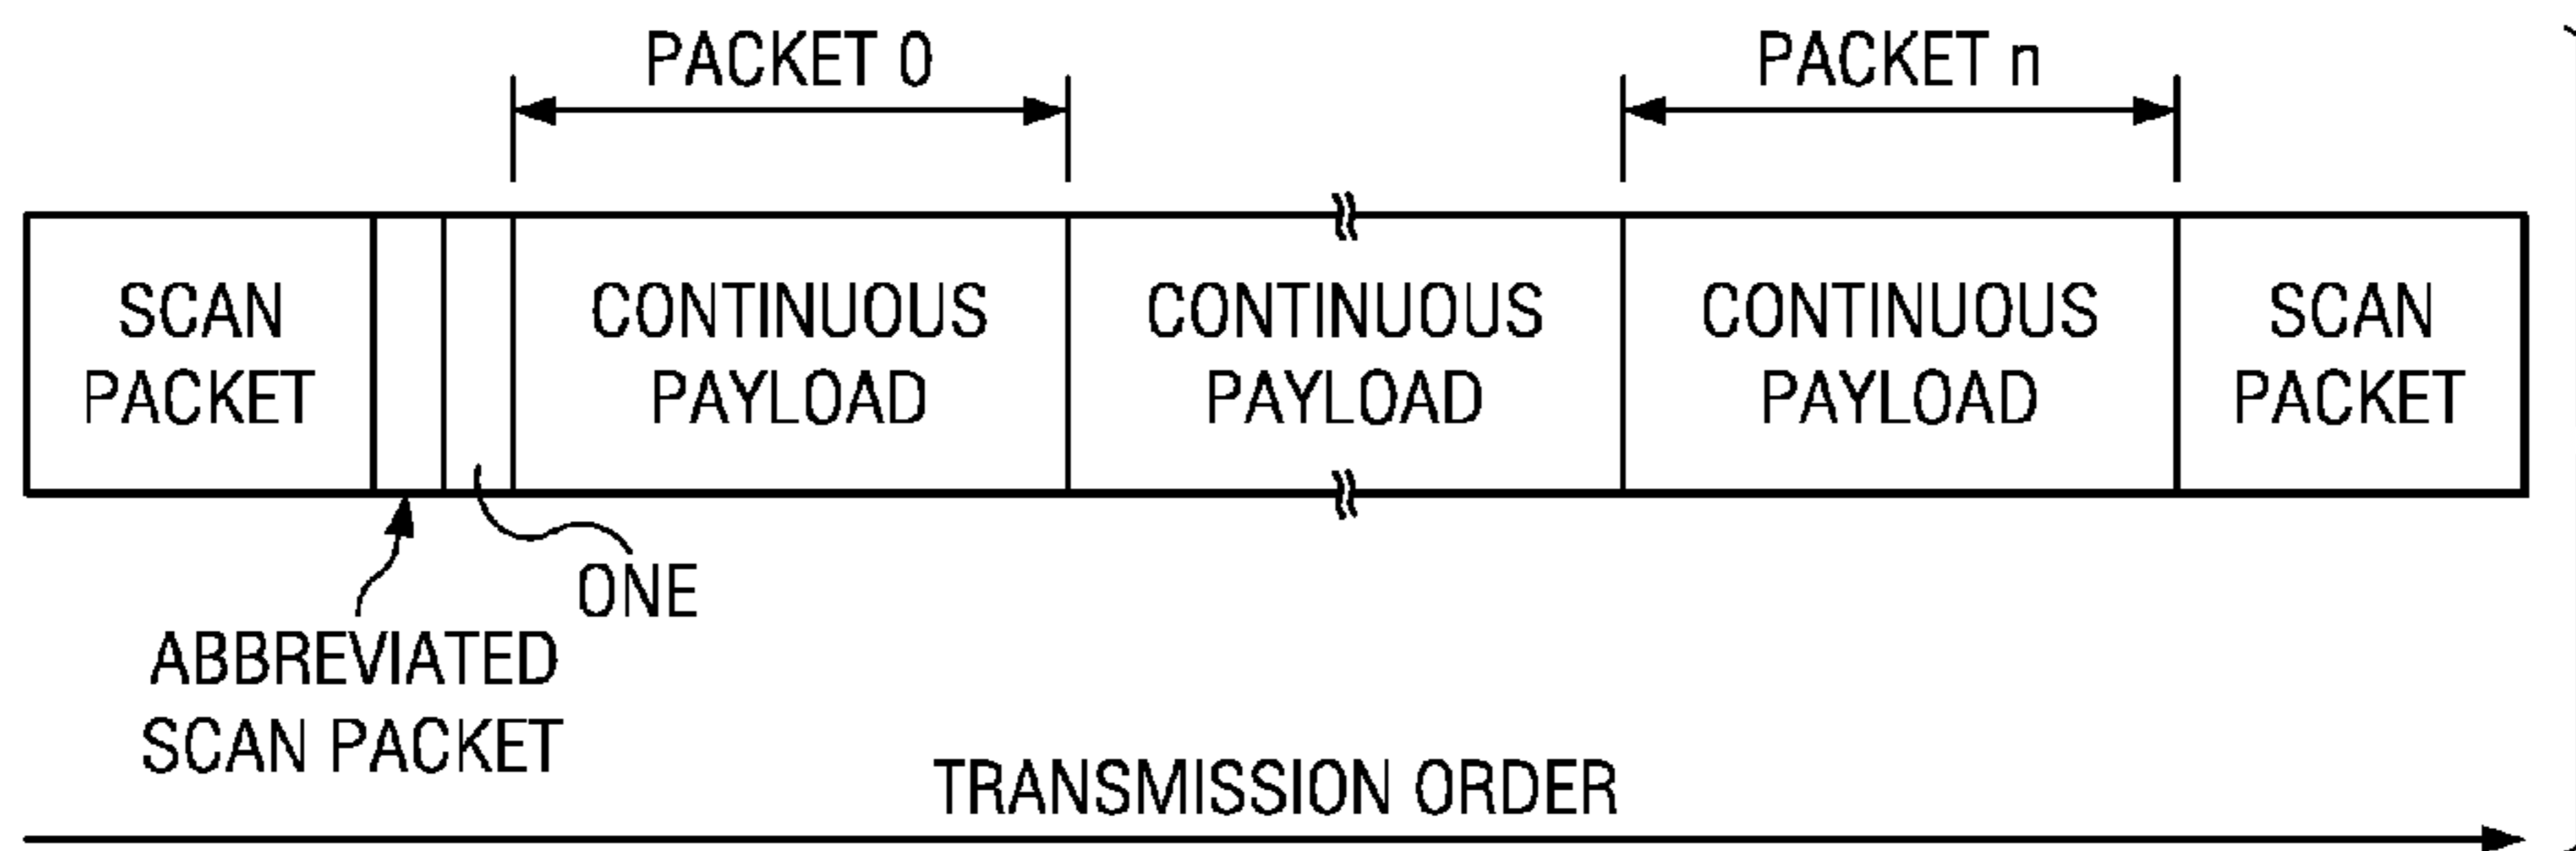 PACKET 0
PACKET n
SCAN
PACKET
CONTINUOUS
PAYLOAD
CONTINUOUS
PAYLOAD
CONTINUOUS
PAYLOAD
SCAN
PACKET
ONE
ABBREVIATED
SCAN PACKET
TRANSMISSION ORDER